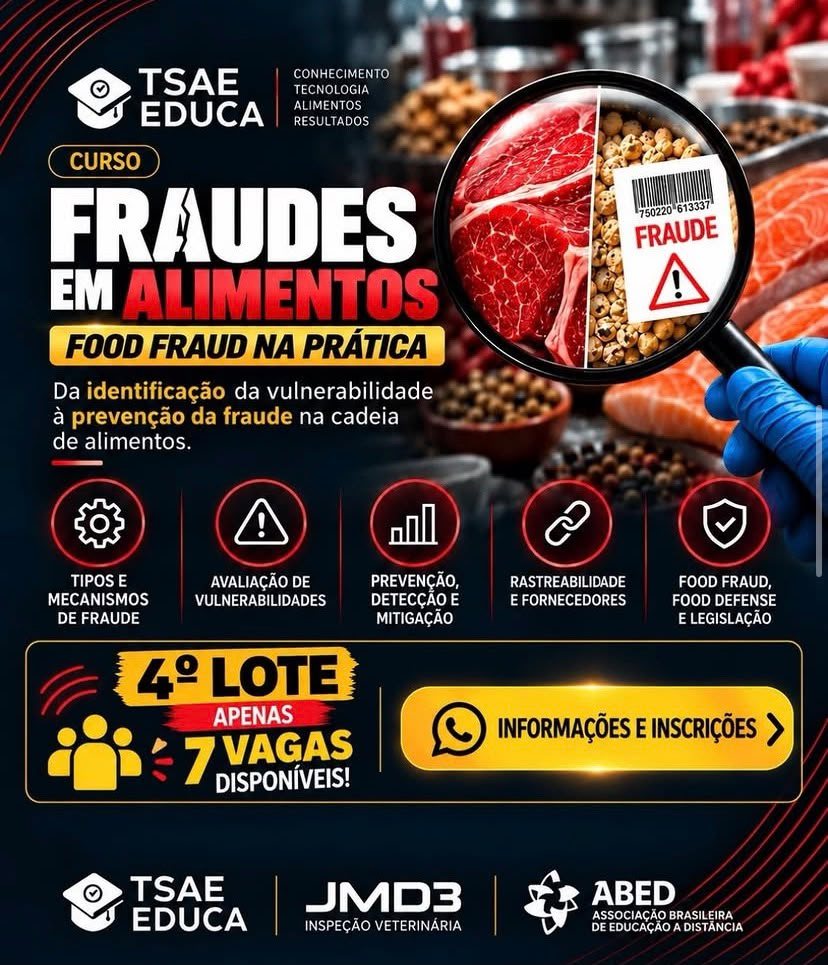 TSAE
EDUCA
CONHECIMENTO
TECNOLOGIA
ALIMENTOS
RESULTADOS
CURSO
FRAUDES
EM ALIMENTOS
FOOD FRAUD NA PRÁTICA
Da identificação da vulnerabilidade
à prevenção da fraude na cadeia
de alimentos.
750220 613337
FRAUDE
TIPOS E
MECANISMOS
DE FRAUDE
AVALIAÇÃO DE
VULNERABILIDADES
PREVENÇÃO,
DETECÇÃO E
MITIGAÇÃO
RASTREABILIDADE
E FORNECEDORES
FOOD FRAUD,
FOOD DEFENSE
E LEGISLAÇÃO
4º LOTE
APENAS
7 VAGAS
DISPONÍVEIS!
INFORMAÇÕES E INSCRIÇÕES
TSAE
EDUCA
JMD3
INSPEÇÃO VETERINÁRIA
ABED
ASSOCIAÇÃO BRASILEIRA
DE EDUCAÇÃO A DISTÂNCIA